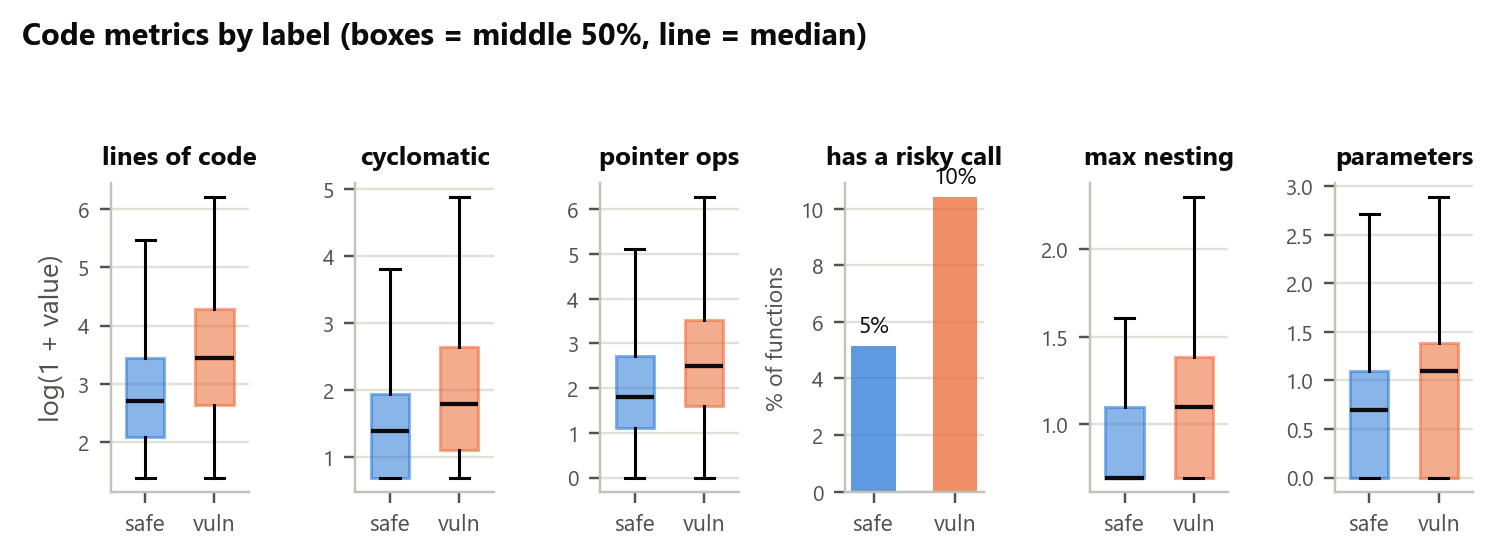 Code metrics by label (boxes = middle 50%, line = median)
lines of code
log(1 + value)
6
5
4
3
2
safe vuln
cyclomatic
5
4
3
2
1
safe vuln
pointer ops
6
5
4
3
2
1
0
safe vuln
has a risky call
% of functions
10
8
6
4
2
0
5%
10%
safe vuln
max nesting
2.0
1.5
1.0
safe vuln
parameters
3.0
2.5
2.0
1.5
1.0
0.5
0.0
safe vuln